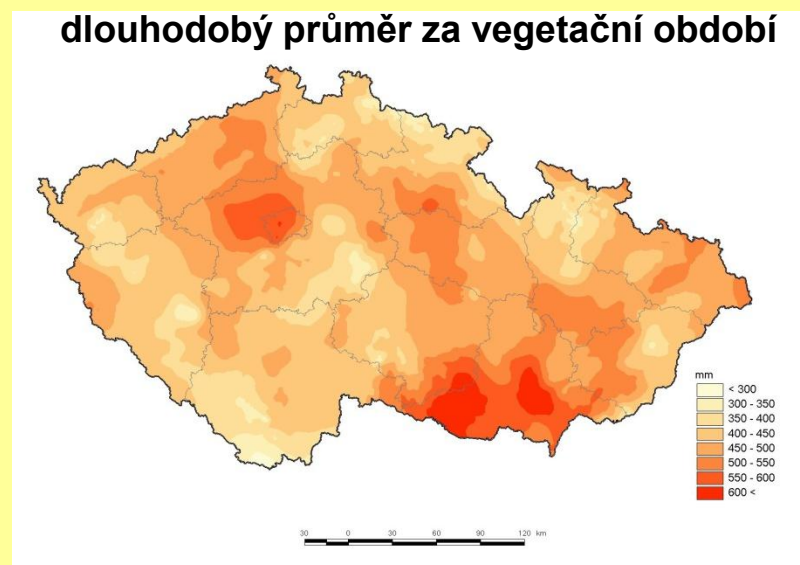 dlouhodobý průměr za vegetační období
mm
< 300
300 - 350
350 - 400
400 - 450
450 - 500
500 - 550
550 - 600
600 <
30 0 30 60 90 120 km